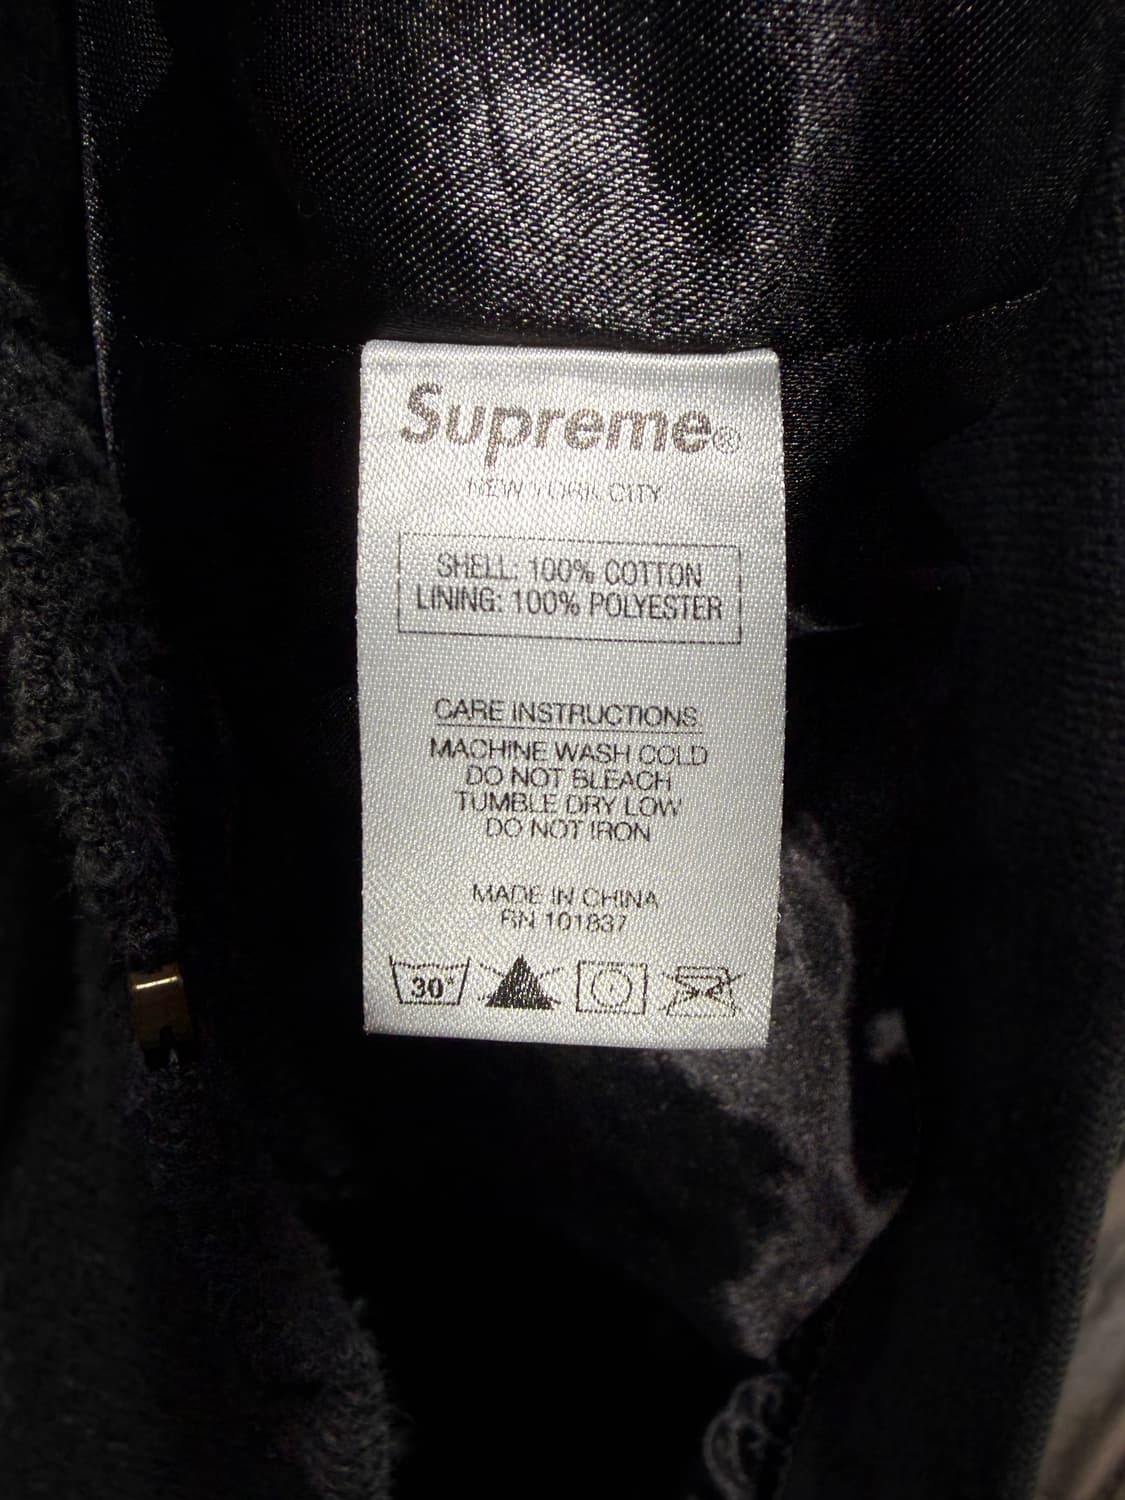 Supreme®
NEW YORK CITY
SHELL: 100% COTTON
LINING: 100% POLYESTER
CARE INSTRUCTIONS:
MACHINE WASH COLD
DO NOT BLEACH
TUMBLE DRY LOW
DO NOT IRON
MADE IN CHINA
RN 101837
30°